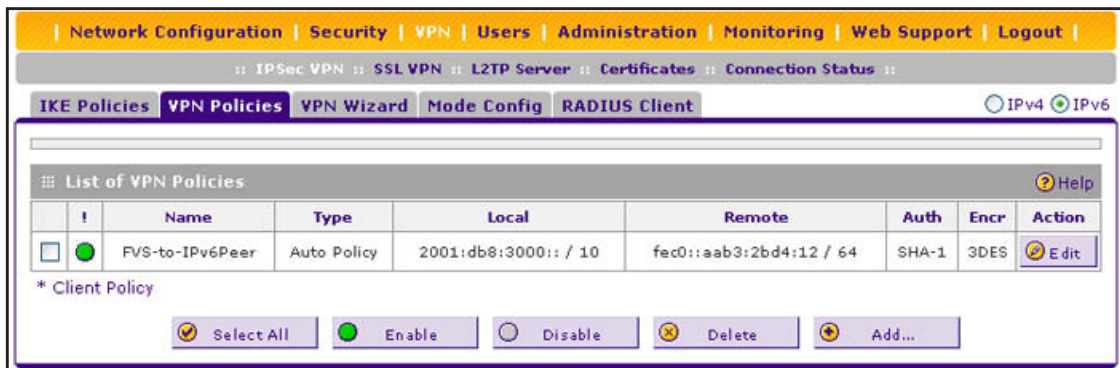 | Network Configuration | Security | VPN | Users | Administration | Monitoring | Web Support | Logout |
:: IPSec VPN :: SSL VPN :: L2TP Server :: Certificates :: Connection Status ::
IKE Policies VPN Policies VPN Wizard Mode Config RADIUS Client IPv4 IPv6
List of VPN Policies Help
! Name Type Local Remote Auth Encr Action
FVS-to-IPv6Peer Auto Policy 2001:db8:3000:: / 10 fec0::aab3:2bd4:12 / 64 SHA-1 3DES Edit
* Client Policy
Select All Enable Disable Delete Add...